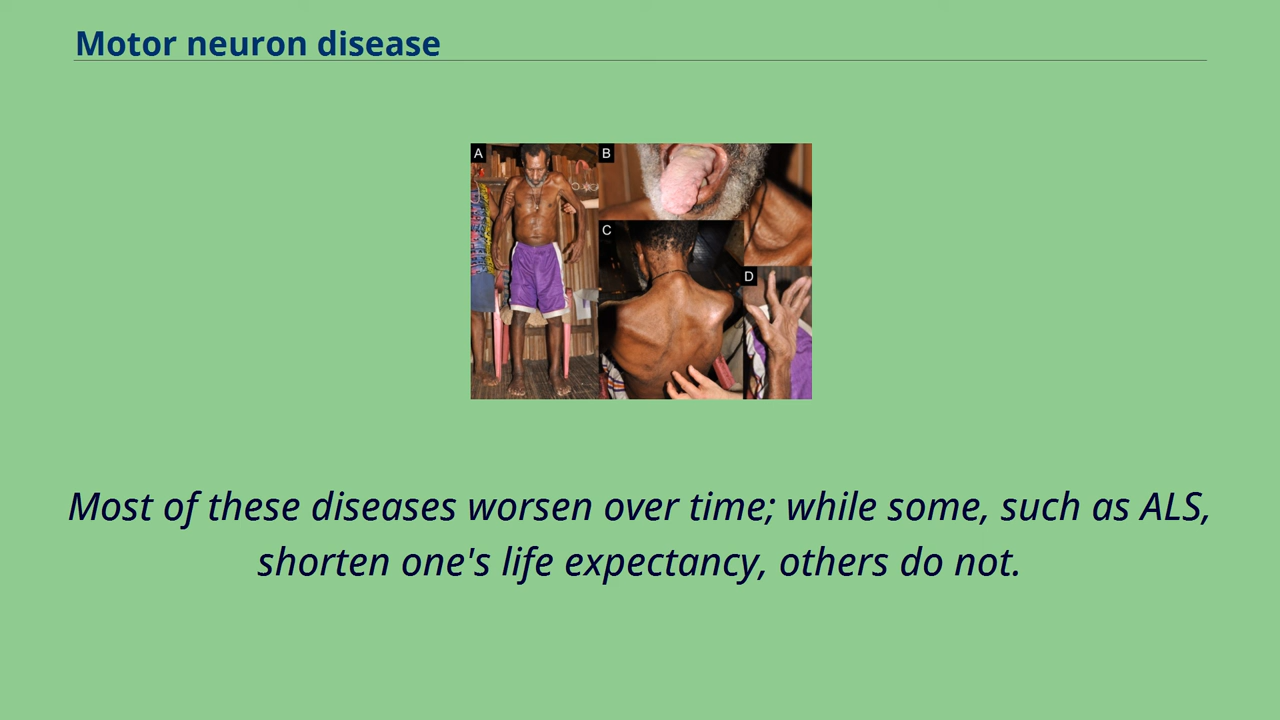 Motor neuron disease
A
B
C
D
Most of these diseases worsen over time; while some, such as ALS,
shorten one's life expectancy, others do not.